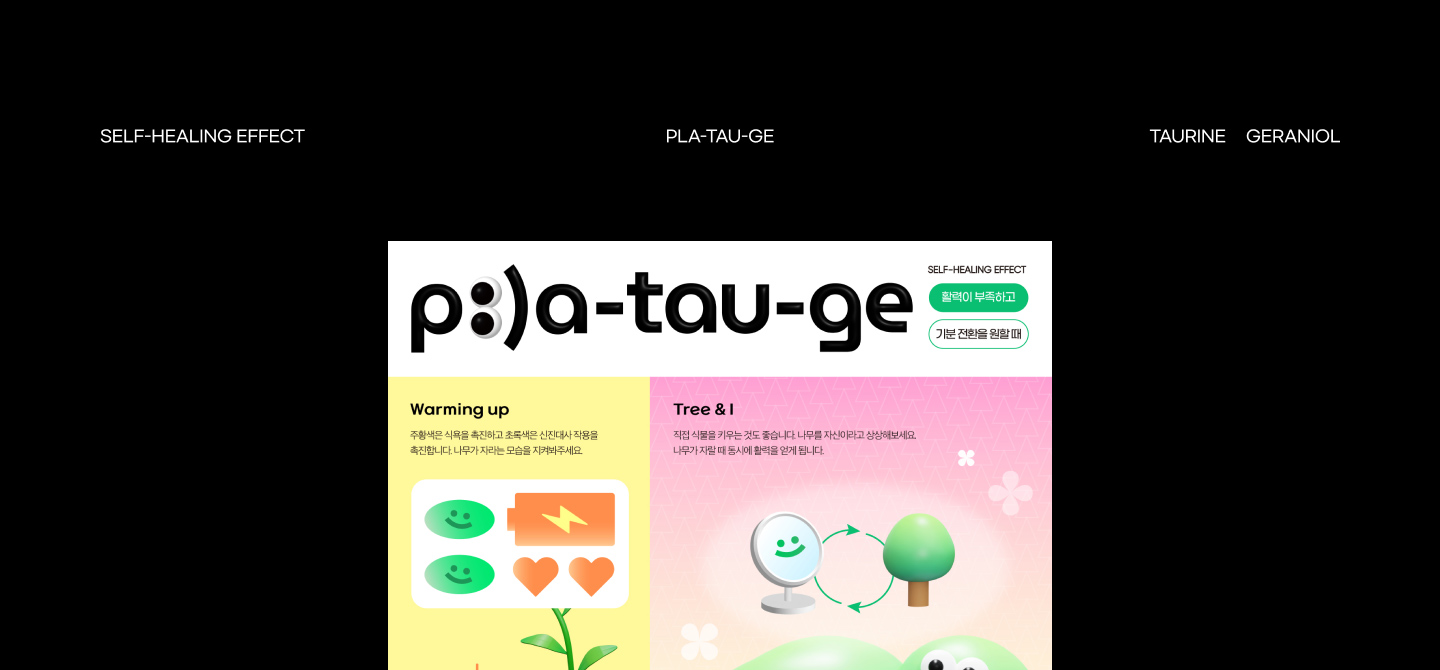 SELF-HEALING EFFECT
PLA-TAU-GE
TAURINE GERANIOL
p:)a-tau-ge
SELF-HEALING EFFECT
활력이 부족하고
기분 전환을 원할 때
Warming up
주황색은 식욕을 촉진하고 초록색은 신진대사 작용을
촉진합니다. 나무가 자라는 모습을 지켜봐주세요.
Tree & I
직접 식물을 키우는 것도 좋습니다. 나무를 자신이라고 상상해보세요.
나무가 자랄 때 동시에 활력을 얻게 됩니다.